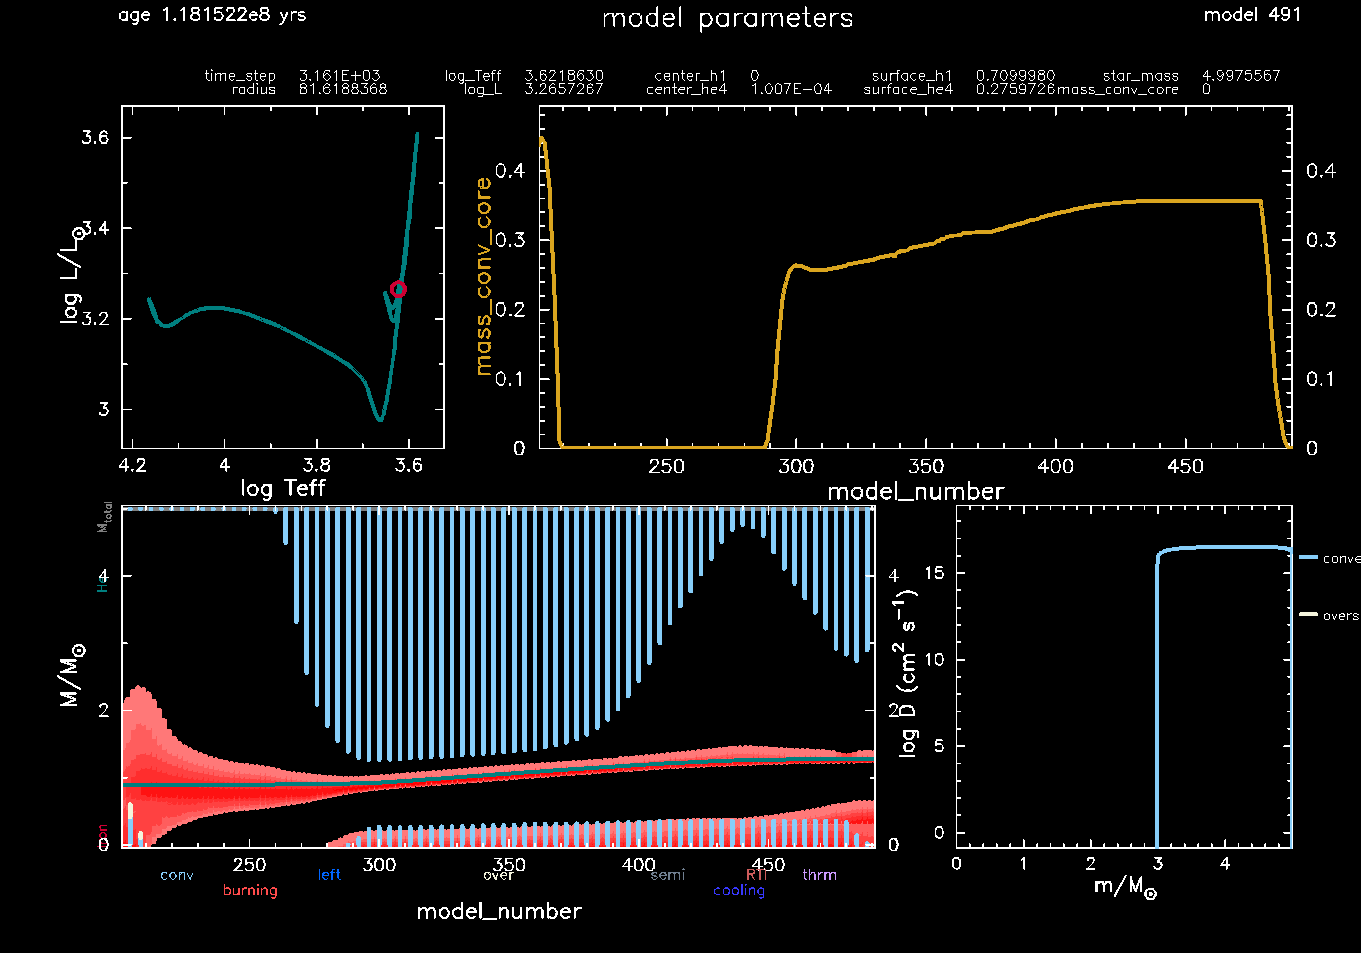 age 1.181522e8 yrs model parameters model 491
time_step 3.161E+03 log_Teff 3.6218630 center_h1 0 surface_h1 0.7099980 star_mass 4.9975567
radius 81.6188368 log_L 3.2657267 center_he4 1.007E-04 surface_he4 0.2759726 mass_conv_core 0
3.6
3.4
3.2
3
log L/L⊙
4.2 4 3.8 3.6
log Teff
mass_conv_core
0.4 0.4
0.3 0.3
0.2 0.2
0.1 0.1
0 0
250 300 350 400 450
model_number
Mtotal
He
4 4
2 2
0 0
M/M⊙
250 300 350 400 450
conv left over semi RTI thrm
burning cooling
model_number
log D (cm² s⁻¹)
15
10
5
0
0 1 2 3 4
m/M⊙
conve
overs